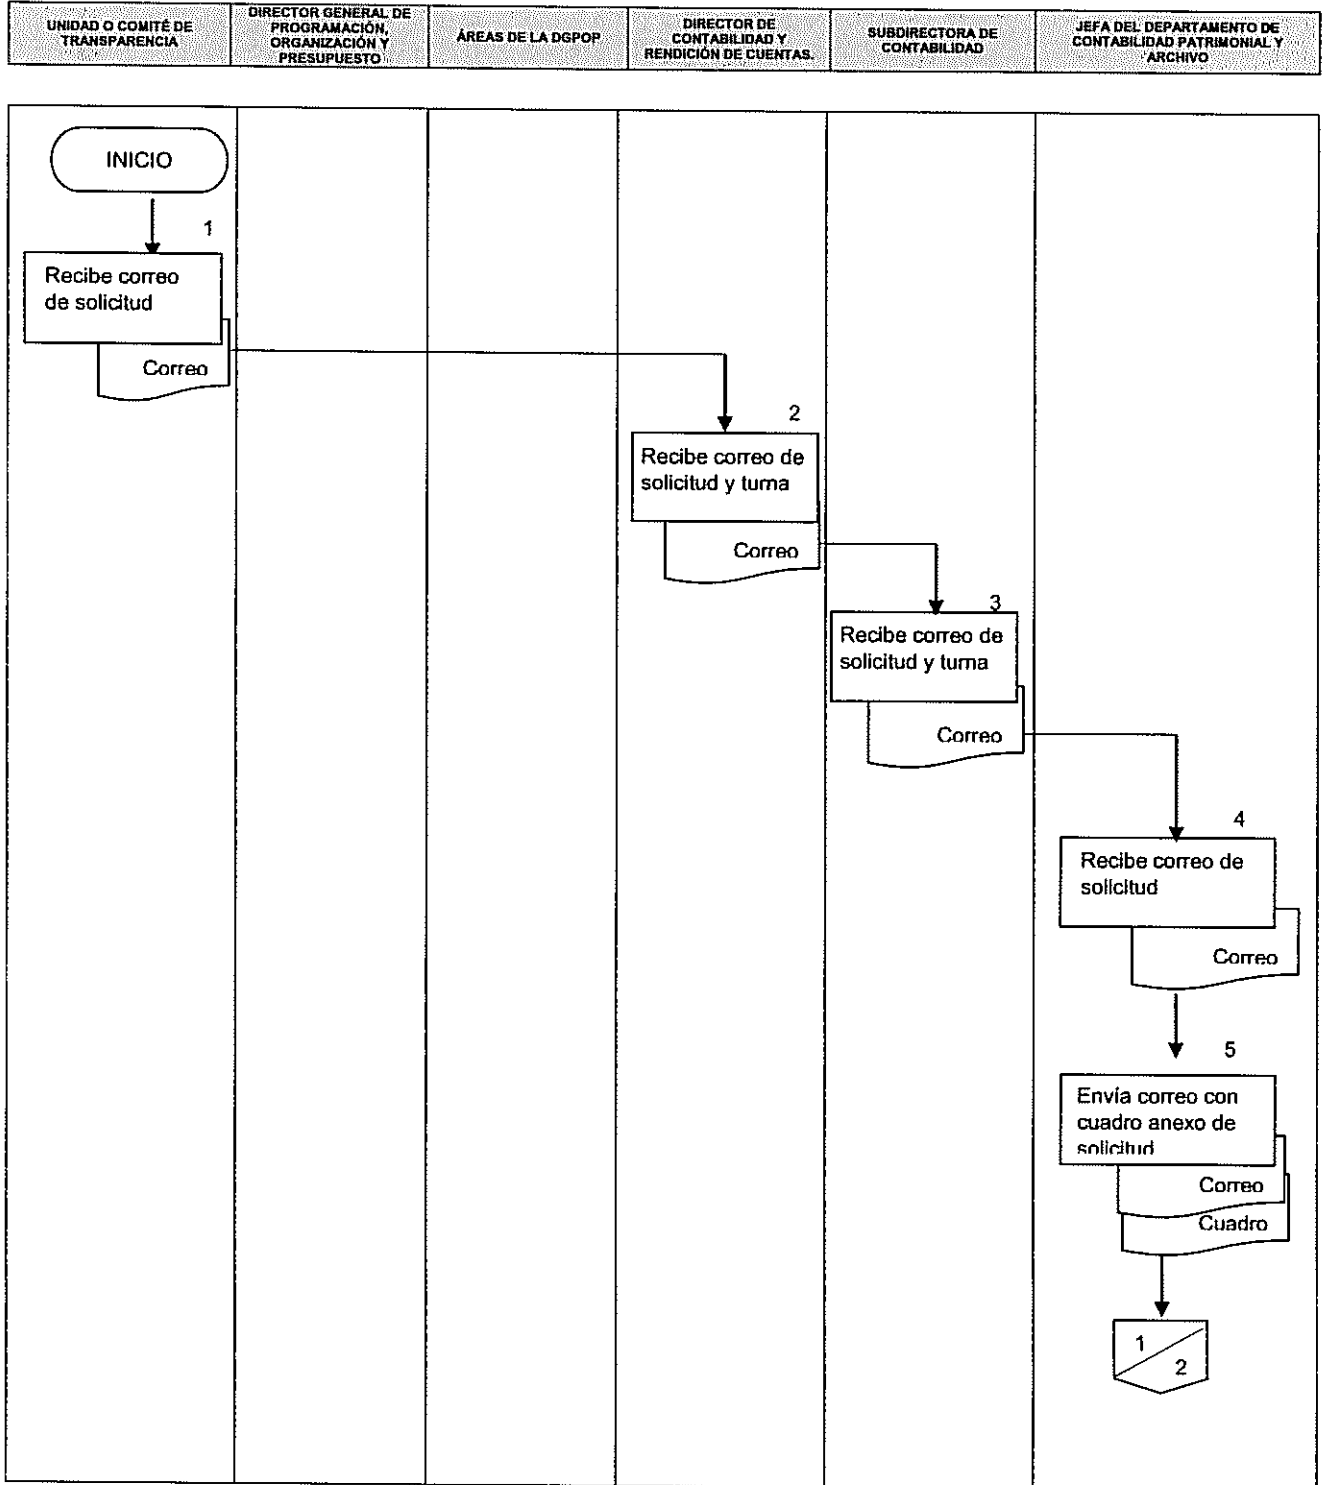 UNIDAD O COMITÉ DE
TRANSPARENCIA
DIRECTOR GENERAL DE
PROGRAMACIÓN,
ORGANIZACIÓN Y
PRESUPUESTO
ÁREAS DE LA DGPOP
DIRECTOR DE
CONTABILIDAD Y
RENDICIÓN DE CUENTAS.
SUBDIRECTORA DE
CONTABILIDAD
JEFA DEL DEPARTAMENTO DE
CONTABILIDAD PATRIMONIAL Y
ARCHIVO
INICIO
1
Recibe correo
de solicitud
Correo
2
Recibe correo de
solicitud y turna
Correo
3
Recibe correo de
solicitud y turna
Correo
4
Recibe correo de
solicitud
Correo
5
Envía correo con
cuadro anexo de
solicitud
Correo
Cuadro
1
2